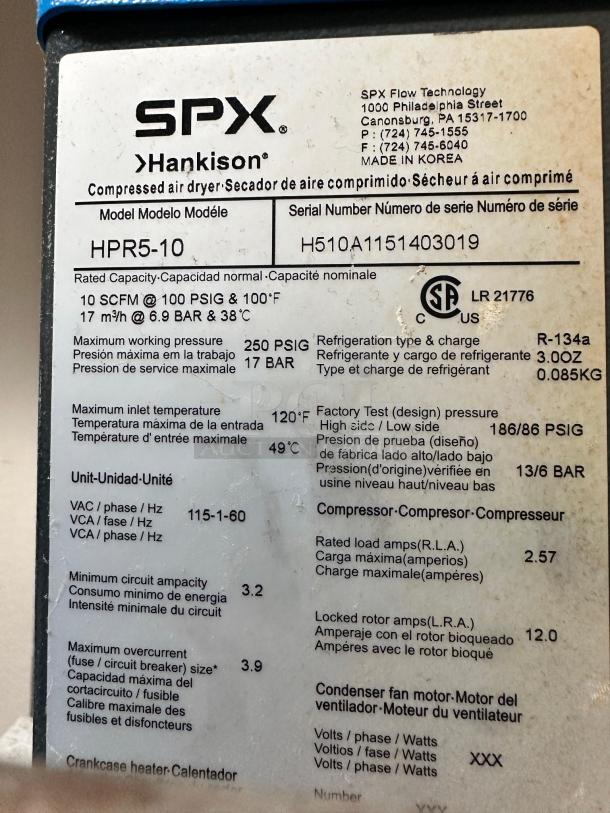 SPX®
>Hankison®
SPX Flow Technology
1000 Philadelphia Street
Canonsburg, PA 15317-1700
P : (724) 745-1555
F : (724) 745-6040
MADE IN KOREA
Compressed air dryer·Secador de aire comprimido·Sécheur á air comprimé
Model Modelo Modéle
HPR5-10
Serial Number Número de serie Numéro de série
H510A1151403019
Rated Capacity·Capacidad normal·Capacité nominale
10 SCFM @ 100 PSIG & 100°F
17 m³/h @ 6.9 BAR & 38℃
CSA C US
LR 21776
Maximum working pressure
Presión máxima em la trabajo
Pression de service maximale
250 PSIG
17 BAR
Refrigeration type & charge
Refrigerante y cargo de refrigerante
Type et charge de réfrigérant
R-134a
3.0OZ
0.085KG
Maximum inlet temperature
Temperatura máxima de la entrada
Température d' entrée maximale
120°F
49℃
Factory Test (design) pressure
High side / Low side
Presion de prueba (diseño)
de fábrica lado alto/lado bajo
Pression(d'origine)vérifiée en
usine niveau haut/niveau bas
186/86 PSIG
13/6 BAR
Unit-Unidad·Unité
VAC / phase / Hz
VCA / fase / Hz
VCA / phase / Hz
115-1-60
Minimum circuit ampacity
Consumo minimo de energia
Intensité minimale du circuit
3.2
Maximum overcurrent
(fuse / circuit breaker) size*
Capacidad máxima del
cortacircuito / fusible
Calibre maximale des
fusibles et disfoncteurs
3.9
Crankcase heater·Calentador
Compressor·Compresor·Compresseur
Rated load amps(R.L.A.)
Carga máxima(amperios)
Charge maximale(ampéres)
2.57
Locked rotor amps(L.R.A.)
Amperaje con el rotor bioqueado
Ampéres avec le rotor bioqué
12.0
Condenser fan motor·Motor del
ventilador·Moteur du ventilateur
Volts / phase / Watts
Voltios / fase / Watts
Volts / phase / Watts
XXX
Number
XXX